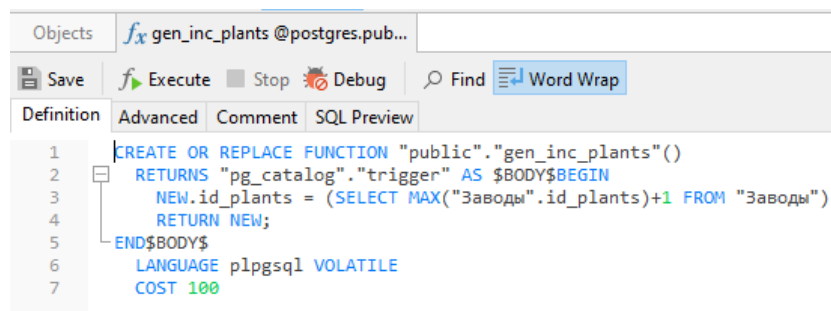 Objects fx gen_inc_plants @postgres.pub...
Save Execute Stop Debug Find Word Wrap
Definition Advanced Comment SQL Preview
1 CREATE OR REPLACE FUNCTION "public"."gen_inc_plants"()
2 RETURNS "pg_catalog"."trigger" AS $BODY$BEGIN
3 NEW.id_plants = (SELECT MAX("Заводы".id_plants)+1 FROM "Заводы")
4 RETURN NEW;
5 END$BODY$
6 LANGUAGE plpgsql VOLATILE
7 COST 100